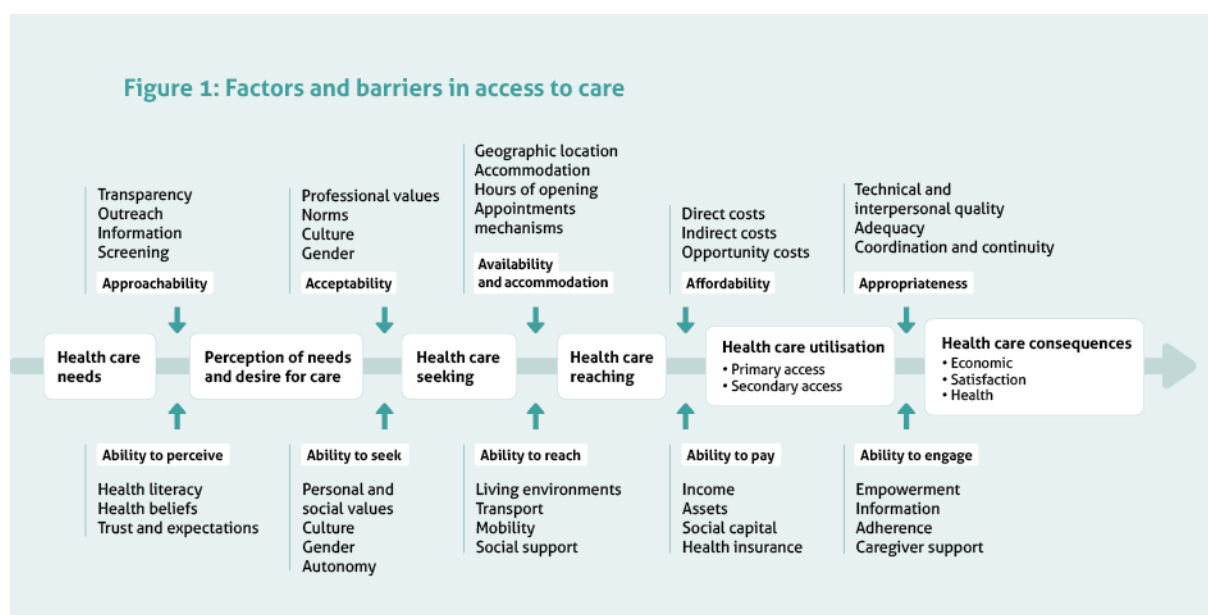 Figure 1: Factors and barriers in access to care
Transparency
Outreach
Information
Screening
Approachability
Professional values
Norms
Culture
Gender
Acceptability
Geographic location
Accommodation
Hours of opening
Appointments
mechanisms
Availability
and accommodation
Direct costs
Indirect costs
Opportunity costs
Affordability
Technical and
interpersonal quality
Adequacy
Coordination and continuity
Appropriateness
Health care
needs
Perception of needs
and desire for care
Health care
seeking
Health care
reaching
Health care utilisation
• Primary access
• Secondary access
Health care consequences
• Economic
• Satisfaction
• Health
Ability to perceive
Health literacy
Health beliefs
Trust and expectations
Ability to seek
Personal and
social values
Culture
Gender
Autonomy
Ability to reach
Living environments
Transport
Mobility
Social support
Ability to pay
Income
Assets
Social capital
Health insurance
Ability to engage
Empowerment
Information
Adherence
Caregiver support